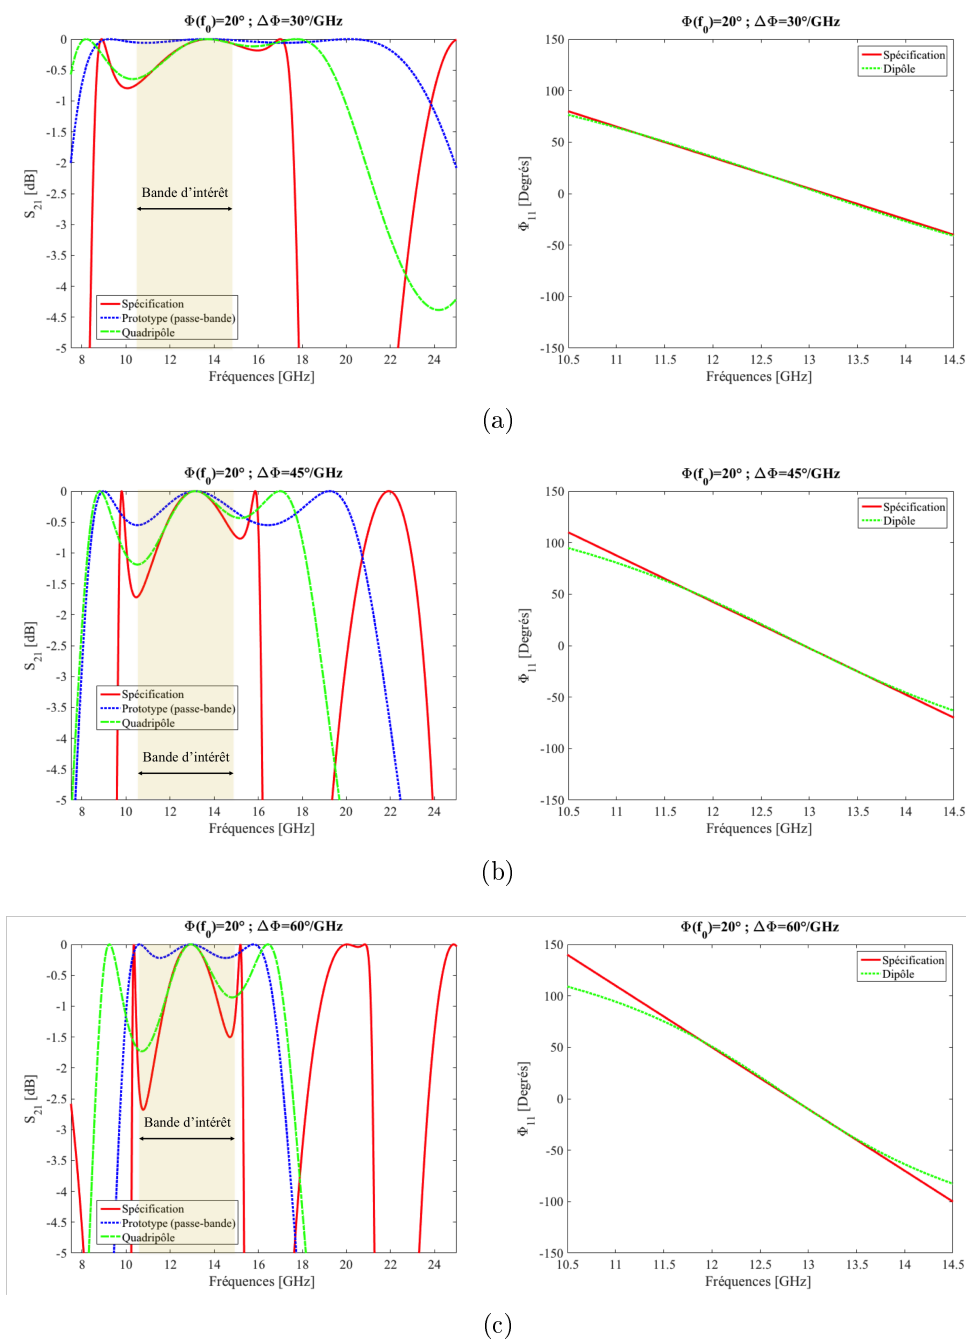 Φ(f0)=20° ; ΔΦ=30°/GHz
S21 [dB]
0
-0.5
-1
-1.5
-2
-2.5
-3
-3.5
-4
-4.5
-5
Bande d'intérêt
Spécification
Prototype (passe-bande)
Quadripôle
8 10 12 14 16 18 20 22 24
Fréquences [GHz]
Φ(f0)=20° ; ΔΦ=30°/GHz
Φ11 [Degrés]
150
100
50
0
-50
-100
-150
Spécification
Dipôle
10.5 11 11.5 12 12.5 13 13.5 14 14.5
Fréquences [GHz]
(a)
Φ(f0)=20° ; ΔΦ=45°/GHz
S21 [dB]
0
-0.5
-1
-1.5
-2
-2.5
-3
-3.5
-4
-4.5
-5
Spécification
Prototype (passe-bande)
Quadripôle
Bande d'intérêt
8 10 12 14 16 18 20 22 24
Fréquences [GHz]
Φ(f0)=20° ; ΔΦ=45°/GHz
Φ11 [Degrés]
150
100
50
0
-50
-100
-150
Spécification
Dipôle
10.5 11 11.5 12 12.5 13 13.5 14 14.5
Fréquences [GHz]
(b)
Φ(f0)=20° ; ΔΦ=60°/GHz
S21 [dB]
0
-0.5
-1
-1.5
-2
-2.5
-3
-3.5
-4
-4.5
-5
Bande d'intérêt
Spécification
Prototype (passe-bande)
Quadripôle
8 10 12 14 16 18 20 22 24
Fréquences [GHz]
Φ(f0)=20° ; ΔΦ=60°/GHz
Φ11 [Degrés]
150
100
50
0
-50
-100
-150
Spécification
Dipôle
10.5 11 11.5 12 12.5 13 13.5 14 14.5
Fréquences [GHz]
(c)